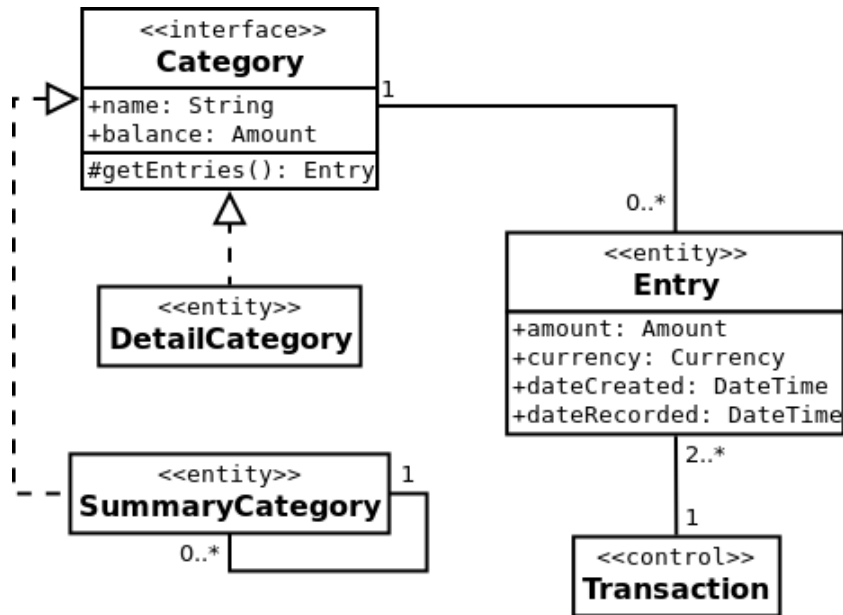 <<interface>>
Category
+name: String
+balance: Amount
#getEntries(): Entry
1
0..*
<<entity>>
DetailCategory
<<entity>>
Entry
+amount: Amount
+currency: Currency
+dateCreated: DateTime
+dateRecorded: DateTime
<<entity>>
SummaryCategory
1
0..*
2..*
1
<<control>>
Transaction